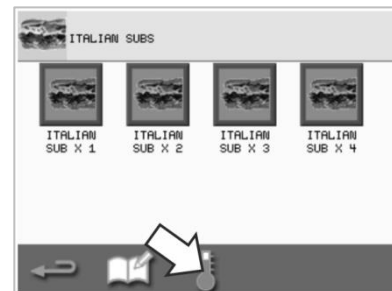 ITALIAN SUBS
ITALIAN SUB X 1
ITALIAN SUB X 2
ITALIAN SUB X 3
ITALIAN SUB X 4